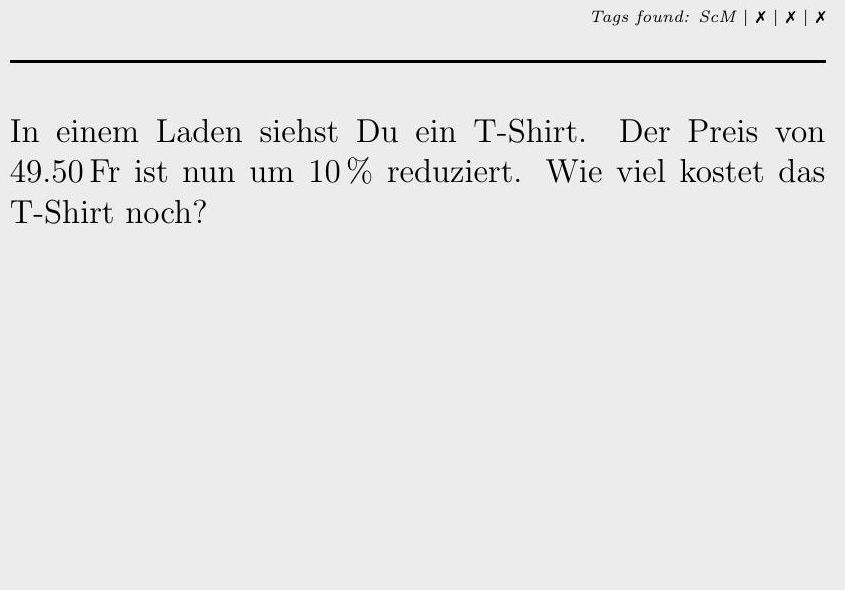 Tags found: ScM | ✗ | ✗ | ✗
In einem Laden siehst Du ein T-Shirt. Der Preis von
49.50 Fr ist nun um 10 % reduziert. Wie viel kostet das
T-Shirt noch?